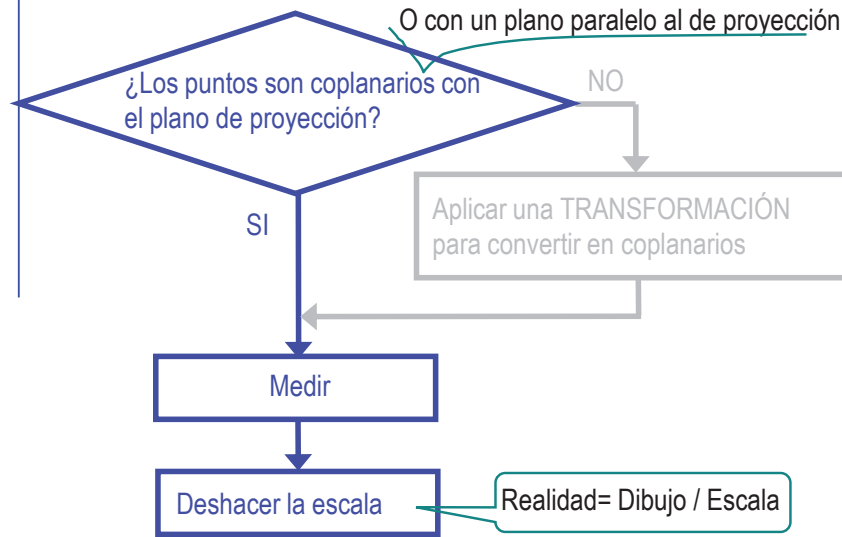 O con un plano paralelo al de proyección
¿Los puntos son coplanarios con
el plano de proyección?
NO
SI
Aplicar una TRANSFORMACIÓN
para convertir en coplanarios
Medir
Deshacer la escala
Realidad= Dibujo / Escala